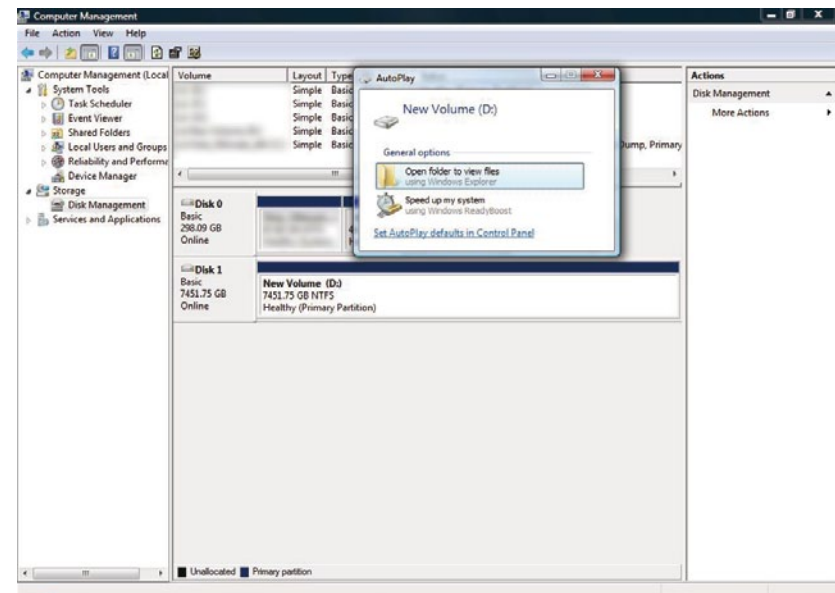 Computer Management
File Action View Help
Computer Management (Local
System Tools
Task Scheduler
Event Viewer
Shared Folders
Local Users and Groups
Reliability and Performa
Device Manager
Storage
Disk Management
Services and Applications
Volume Layout Type
Simple Basic
Simple Basic
Simple Basic
Simple Basic
Simple Basic
Dump, Primary
AutoPlay
New Volume (D:)
General options
Open folder to view files
using Windows Explorer
Speed up my system
using Windows ReadyBoost
Set AutoPlay defaults in Control Panel
Disk 0
Basic
298.09 GB
Online
Disk 1
Basic
7451.75 GB
Online
New Volume (D:)
7451.75 GB NTFS
Healthy (Primary Partition)
Unallocated Primary partition
Actions
Disk Management
More Actions